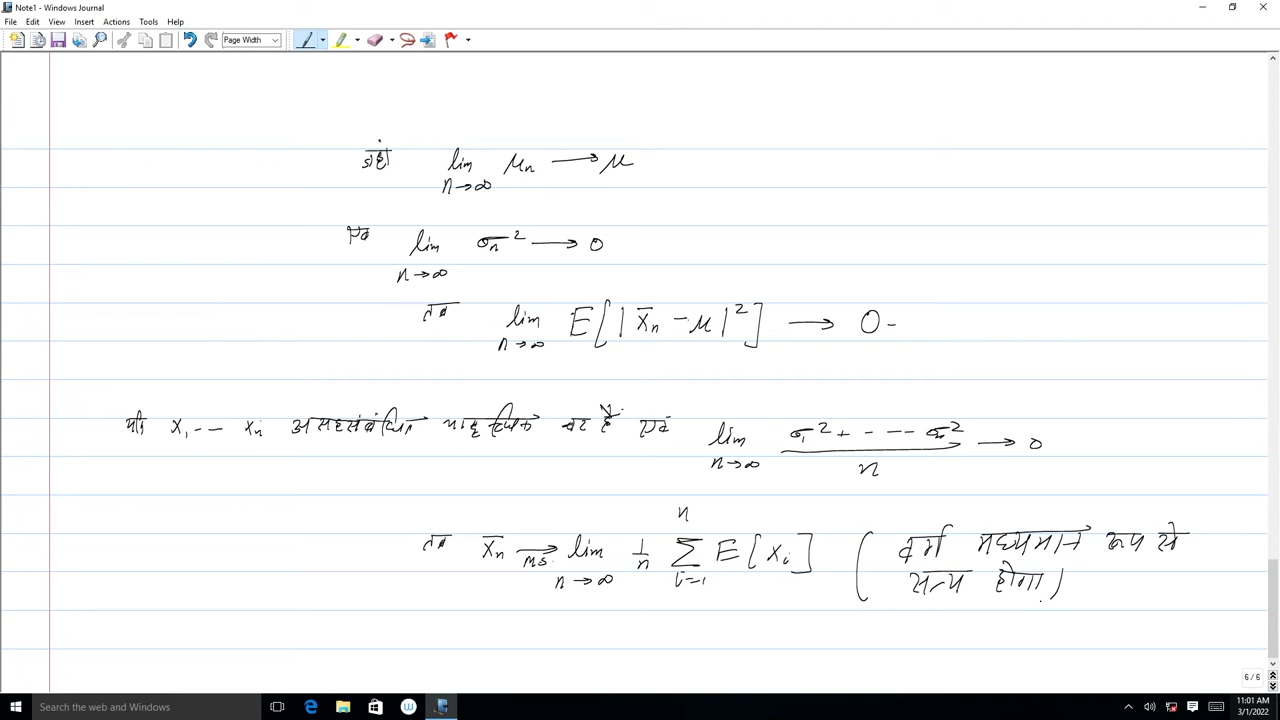 Note1 - Windows Journal
File Edit View Insert Actions Tools Help
Page Width
जहाँ lim n→∞ μn → μ
एवं lim n→∞ σn² → 0
तब lim n→∞ E[|X̄n - μ|²] → 0
यदि X1 --- Xn असहसंबंधित यादृच्छिक चर हैं एवं lim n→∞ (σ1² + --- σn²)/n → 0
तब X̄n →M.S. lim n→∞ 1/n Σ i=1 n E[Xi] (वर्ग मध्यमान रूप से
सत्य होगा)
6 / 6
Search the web and Windows
11:01 AM
3/1/2022